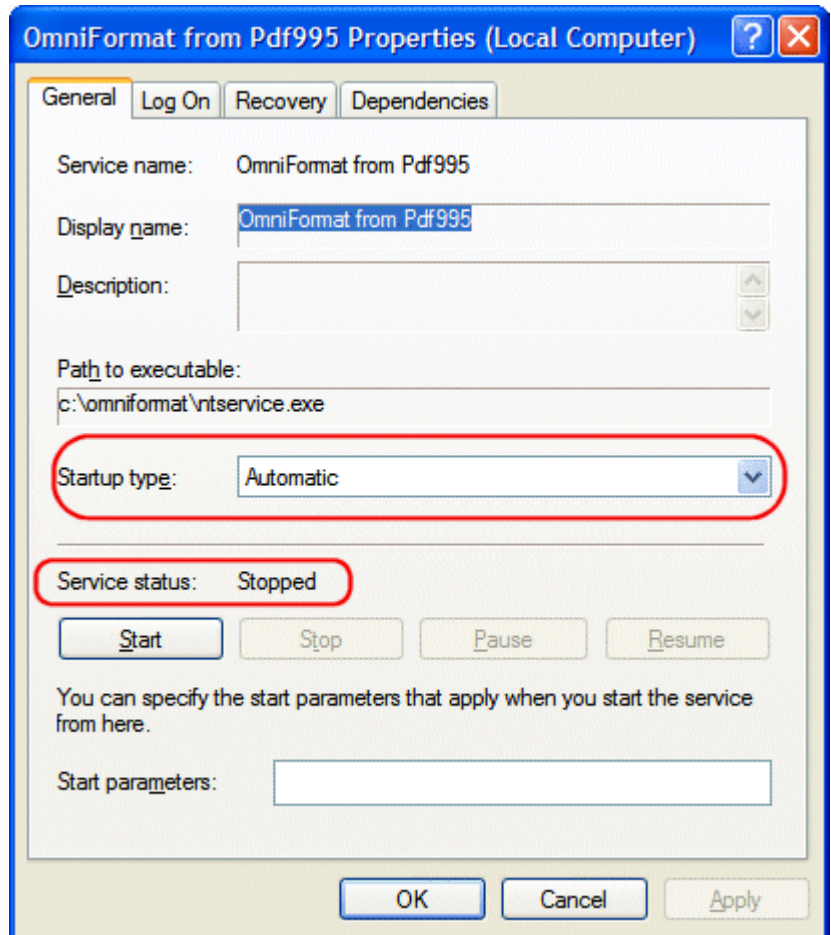 OmniFormat from Pdf995 Properties (Local Computer)
General Log On Recovery Dependencies
Service name: OmniFormat from Pdf995
Display name: OmniFormat from Pdf995
Description:
Path to executable:
c:\omniformat\ntservice.exe
Startup type: Automatic
Service status: Stopped
Start Stop Pause Resume
You can specify the start parameters that apply when you start the service
from here.
Start parameters:
OK Cancel Apply